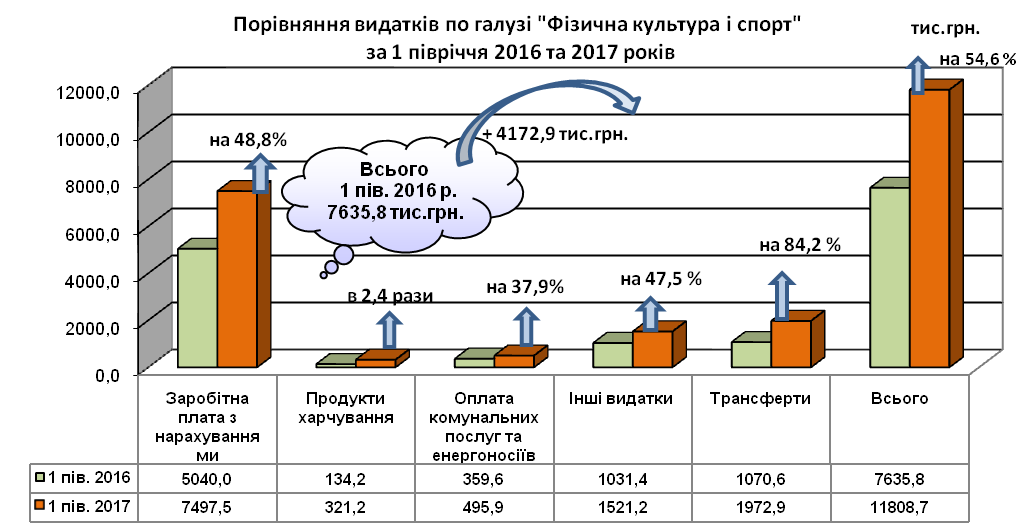 Порівняння видатків по галузі "Фізична культура і спорт"
за 1 півріччя 2016 та 2017 років
тис.грн.
на 54,6 %
12000,0
10000,0
8000,0
6000,0
4000,0
2000,0
0,0
на 48,8%
+ 4172,9 тис.грн.
Всього
1 пів. 2016 р.
7635,8 тис.грн.
в 2,4 рази
на 37,9%
на 47,5 %
на 84,2 %
Заробітна
плата з
нарахування
ми
Продукти
харчування
Оплата
комунальних
послуг та
енергоносіїв
Інші видатки
Трансферти
Всього
1 пів. 2016 5040,0 134,2 359,6 1031,4 1070,6 7635,8
1 пів. 2017 7497,5 321,2 495,9 1521,2 1972,9 11808,7